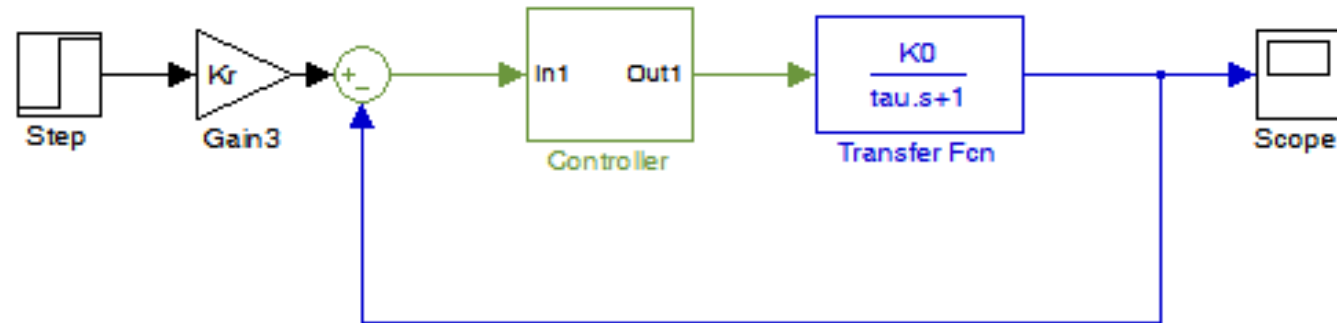 Step
Kr
Gain3
+
−
In1
Out1
Controller
K0
tau.s+1
Transfer Fcn
Scope